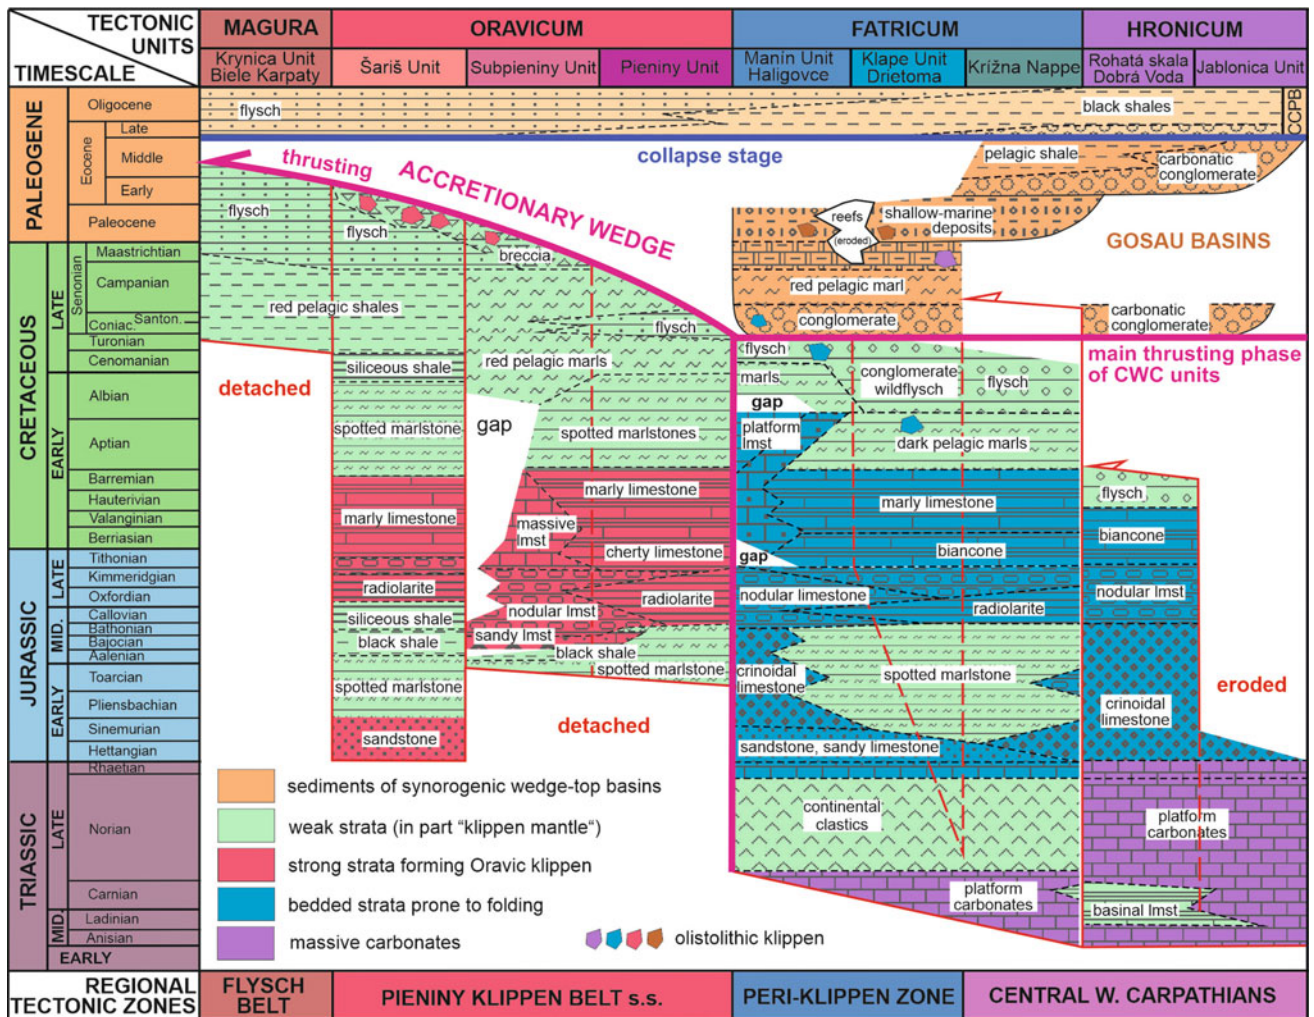 TECTONIC
UNITS
TIMESCALE
MAGURA
ORAVICUM
FATRICUM
HRONICUM
Krynica Unit
Biele Karpaty
Šariš Unit
Subpieniny Unit
Pieniny Unit
Manín Unit
Haligovce
Klape Unit
Drietoma
Krížna Nappe
Rohatá skala
Dobrá Voda
Jablonica Unit
PALEOGENE
Oligocene
Eocene
Late
Middle
Early
Paleocene
CRETACEOUS
LATE
Senonian
Maastrichtian
Campanian
Santon.
Coniac.
Turonian
Cenomanian
EARLY
Albian
Aptian
Barremian
Hauterivian
Valanginian
Berriasian
JURASSIC
LATE
Tithonian
Kimmeridgian
Oxfordian
MID.
Callovian
Bathonian
Bajocian
Aalenian
EARLY
Toarcian
Pliensbachian
Sinemurian
Hettangian
TRIASSIC
LATE
Rhaetian
Norian
Carnian
MID.
Ladinian
Anisian
EARLY
flysch
black shales
CCPB
collapse stage
thrusting
ACCRETIONARY WEDGE
pelagic shale
carbonatic
conglomerate
flysch
flysch
breccia
reefs
(eroded)
shallow-marine
deposits
GOSAU BASINS
red pelagic shales
red pelagic marl
conglomerate
carbonatic
conglomerate
flysch
main thrusting phase
of CWC units
detached
siliceous shale
red pelagic marls
flysch
marls
conglomerate
wildflysch
flysch
gap
gap
spotted marlstone
spotted marlstones
platform
lmst
dark pelagic marls
marly limestone
marly limestone
massive
lmst
cherty limestone
marly limestone
flysch
biancone
gap
biancone
radiolarite
nodular lmst
radiolarite
nodular limestone
radiolarite
nodular lmst
siliceous shale
black shale
sandy lmst
black shale
spotted marlstone
spotted marlstone
crinoidal
limestone
spotted marlstone
crinoidal
limestone
eroded
detached
sandstone
sandstone, sandy limestone
continental
clastics
platform
carbonates
platform
carbonates
basinal lmst
sediments of synorogenic wedge-top basins
weak strata (in part “klippen mantle“)
strong strata forming Oravic klippen
bedded strata prone to folding
massive carbonates
olistolithic klippen
REGIONAL
TECTONIC ZONES
FLYSCH
BELT
PIENINY KLIPPEN BELT s.s.
PERI-KLIPPEN ZONE
CENTRAL W. CARPATHIANS